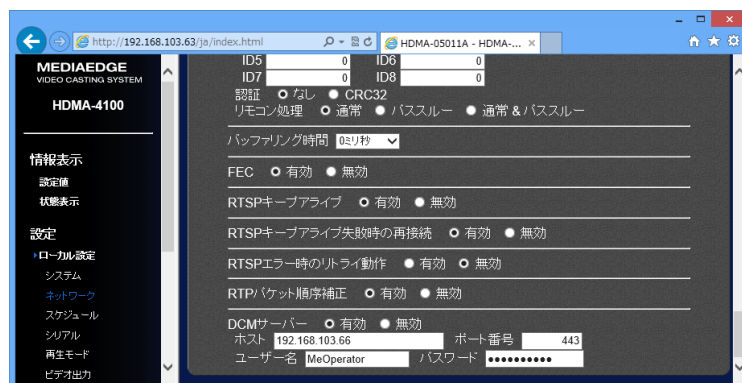 http://192.168.103.63/ja/index.html
HDMA-05011A - HDMA-...
MEDIAEDGE
VIDEO CASTING SYSTEM
HDMA-4100
情報表示
設定値
状態表示
設定
ローカル設定
システム
ネットワーク
スケジュール
シリアル
再生モード
ビデオ出力
ID5 0 ID6 0
ID7 0 ID8 0
認証 なし CRC32
リモコン処理 通常 パススルー 通常 & パススルー
バッファリング時間 0ミリ秒
FEC 有効 無効
RTSPキープアライブ 有効 無効
RTSPキープアライブ失敗時の再接続 有効 無効
RTSPエラー時のリトライ動作 有効 無効
RTPパケット順序補正 有効 無効
DCMサーバー 有効 無効
ホスト 192.168.103.66 ポート番号 443
ユーザー名 MeOperator パスワード ●●●●●●●●●●